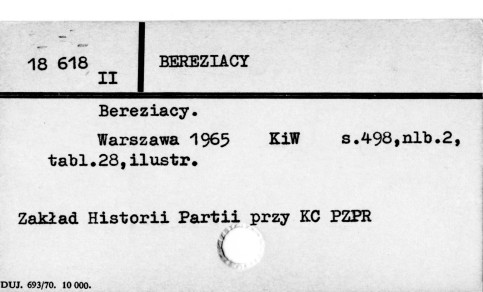 18 618
II
BEREZIACY
Bereziacy.
Warszawa 1965 KiW s.498,nlb.2,
tabl.28,ilustr.
Zakład Historii Partii przy KC PZPR
DUJ. 693/70. 10 000.